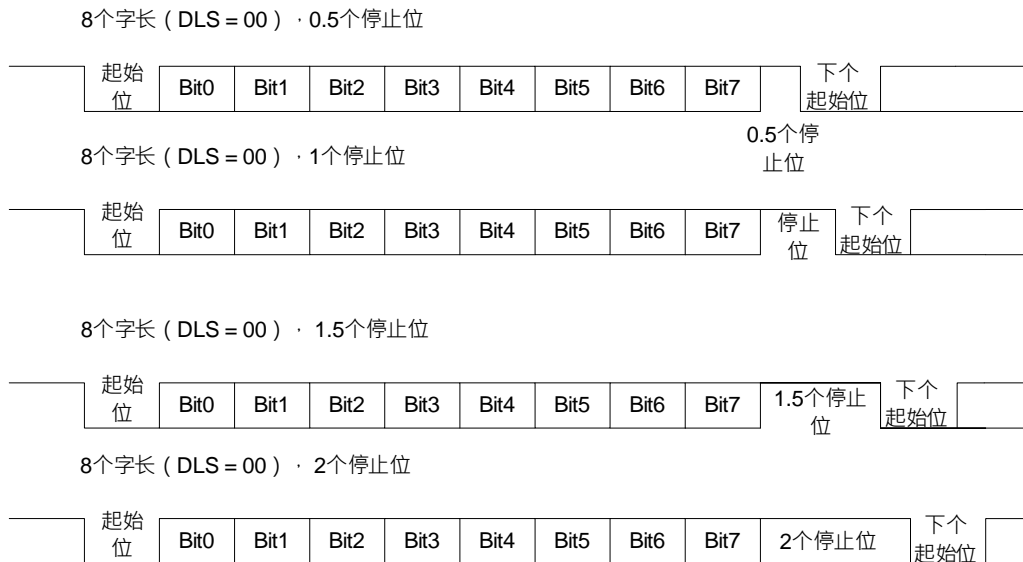 8个字长（DLS = 00），0.5个停止位
起始
位
Bit0 Bit1 Bit2 Bit3 Bit4 Bit5 Bit6 Bit7
下个
起始位
0.5个停
止位
8个字长（DLS = 00），1个停止位
起始
位
Bit0 Bit1 Bit2 Bit3 Bit4 Bit5 Bit6 Bit7
停止
位
下个
起始位
8个字长（DLS = 00），1.5个停止位
起始
位
Bit0 Bit1 Bit2 Bit3 Bit4 Bit5 Bit6 Bit7
1.5个停止
位
下个
起始位
8个字长（DLS = 00），2个停止位
起始
位
Bit0 Bit1 Bit2 Bit3 Bit4 Bit5 Bit6 Bit7
2个停止位
下个
起始位